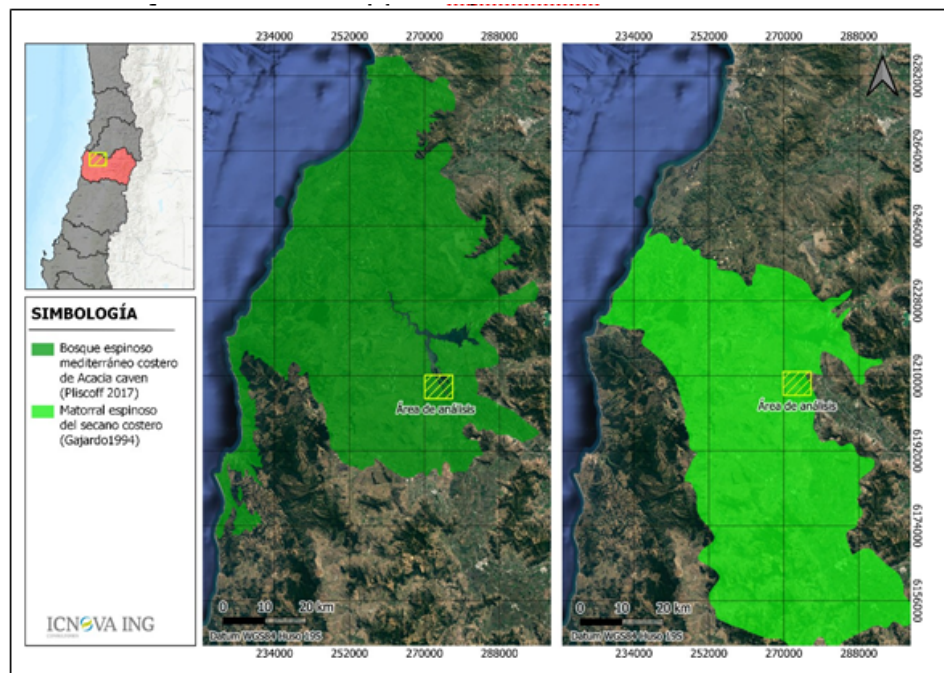 234000 252000 270000 288000
234000 252000 270000 288000
6282000
6264000
6246000
6228000
6210000
6192000
6174000
6156000
SIMBOLOGÍA
Bosque espinoso
mediterráneo costero
de Acacia caven
(Pliscoff 2017)
Matorral espinoso
del secano costero
(Gajardo1994)
ICNOVA ING
Área de análisis
Área de análisis
0 10 20 km
Datum WGS84 Huso 19S
0 10 20 km
Datum WGS84 Huso 19S
234000 252000 270000 288000
234000 252000 270000 288000